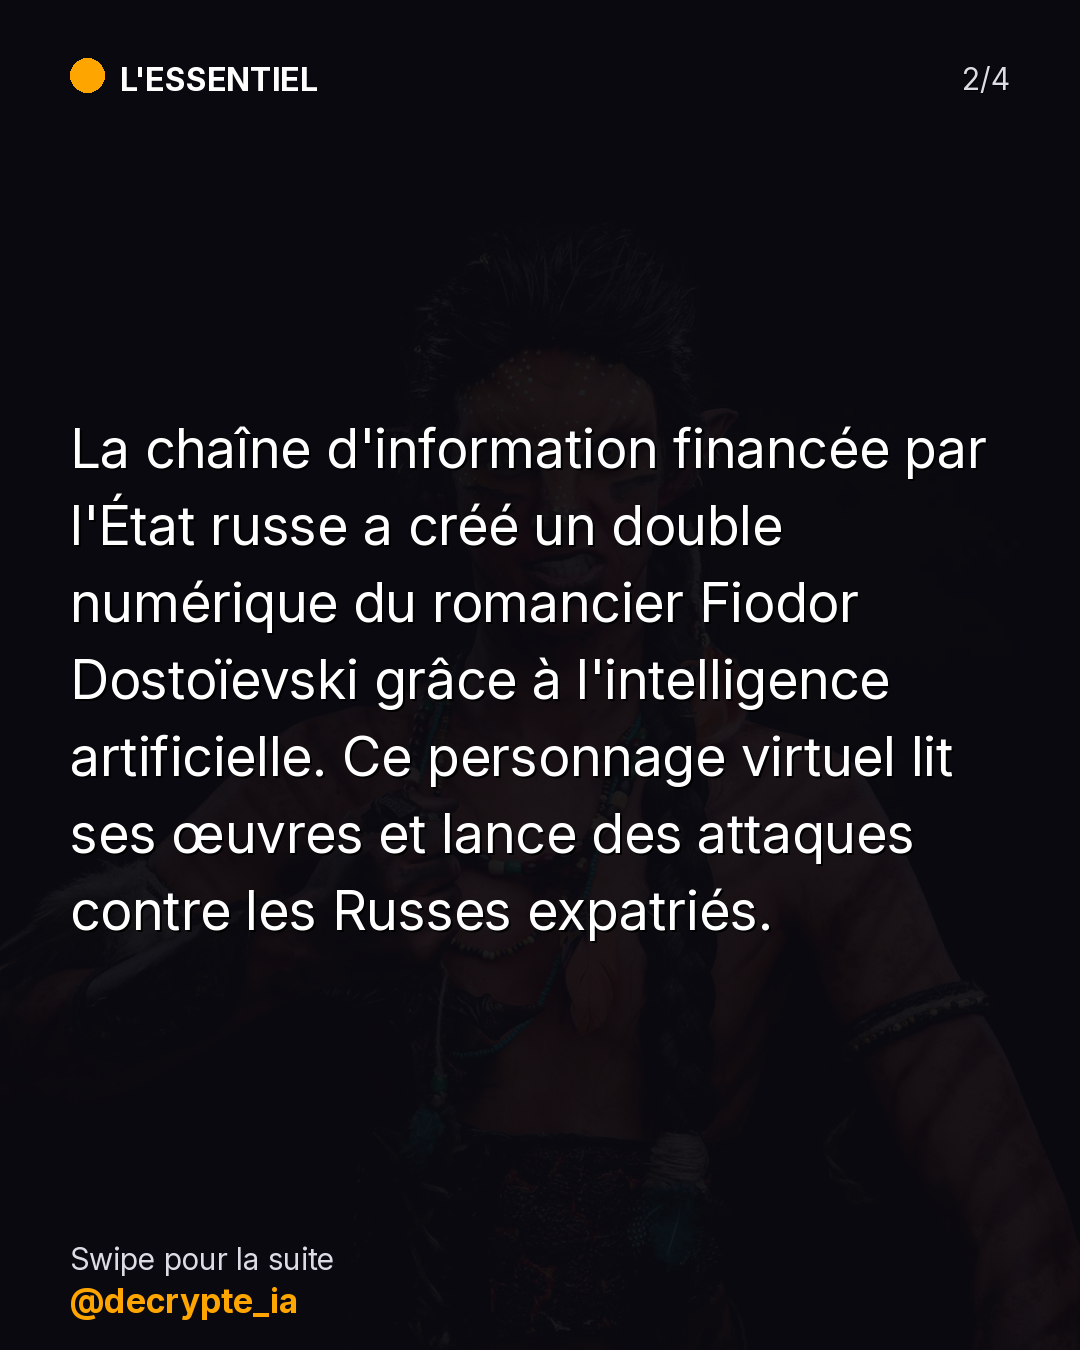 L'ESSENTIEL
2/4
La chaîne d'information financée par
l'État russe a créé un double
numérique du romancier Fiodor
Dostoïevski grâce à l'intelligence
artificielle. Ce personnage virtuel lit
ses œuvres et lance des attaques
contre les Russes expatriés.
Swipe pour la suite
@decrypte_ia